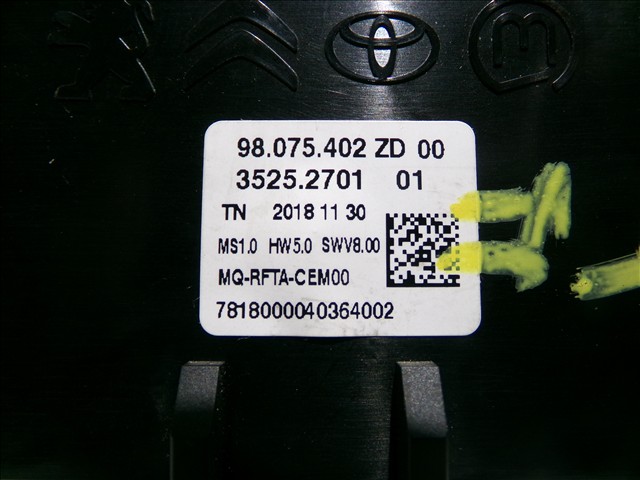 98.075.402 ZD 00
3525.2701 01
TN 2018 11 30
MS1.0 HW5.0 SWV8.00
MQ-RFTA-CEM00
7818000040364002